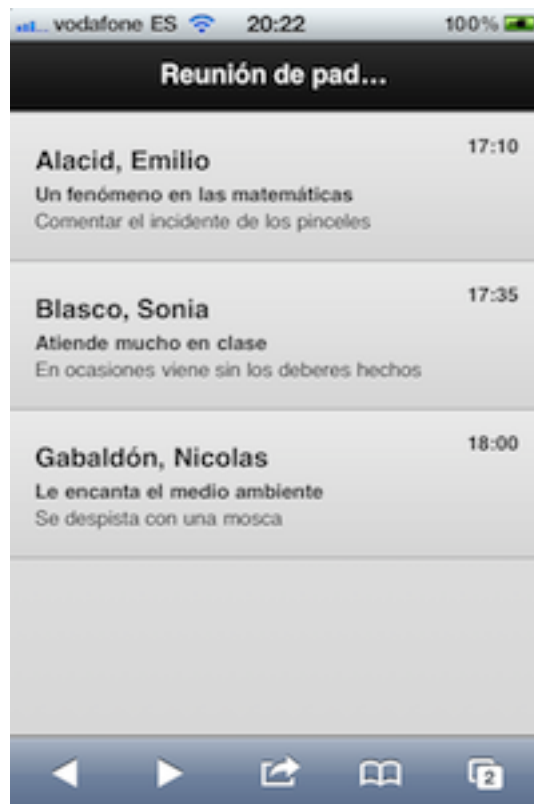 vodafone ES 20:22 100%
Reunión de pad...
Alacid, Emilio 17:10
Un fenómeno en las matemáticas
Comentar el incidente de los pinceles
Blasco, Sonia 17:35
Atiende mucho en clase
En ocasiones viene sin los deberes hechos
Gabaldón, Nicolas 18:00
Le encanta el medio ambiente
Se despista con una mosca
2